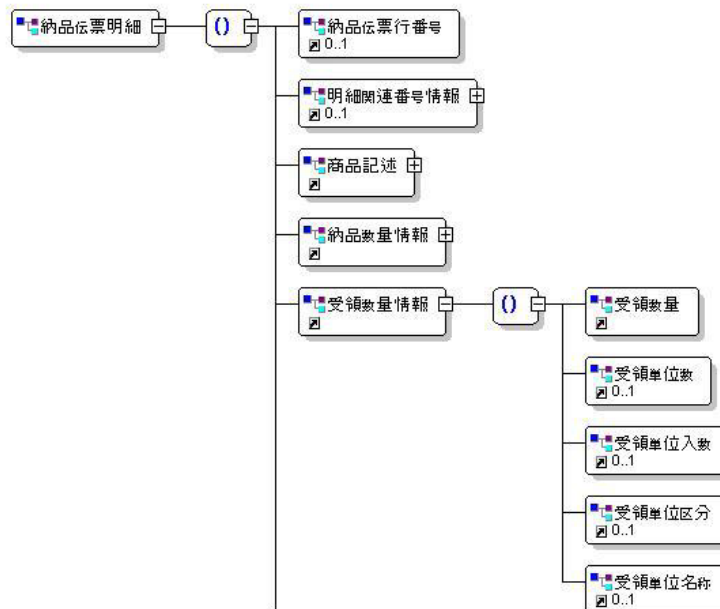 納品伝票明細
()
納品伝票行番号
0..1
明細関連番号情報
0..1
商品記述
納品数量情報
受領数量情報
()
受領数量
受領単位数
0..1
受領単位入数
0..1
受領単位区分
0..1
受領単位名称
0..1